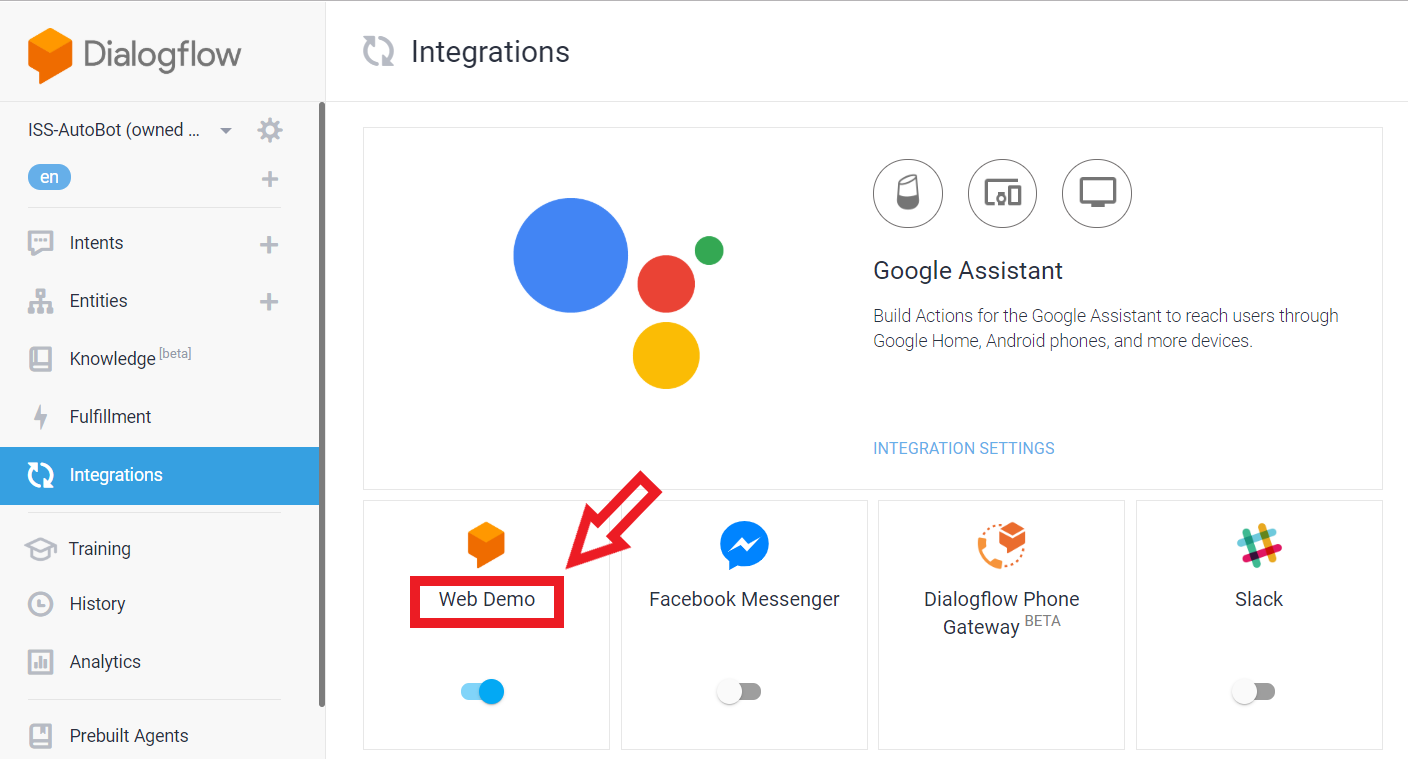 Dialogflow
Integrations
ISS-AutoBot (owned ...
en
Intents
Entities
Knowledge [beta]
Fulfillment
Integrations
Training
History
Analytics
Prebuilt Agents
Google Assistant
Build Actions for the Google Assistant to reach users through
Google Home, Android phones, and more devices.
INTEGRATION SETTINGS
Web Demo
Facebook Messenger
Dialogflow Phone
Gateway BETA
Slack